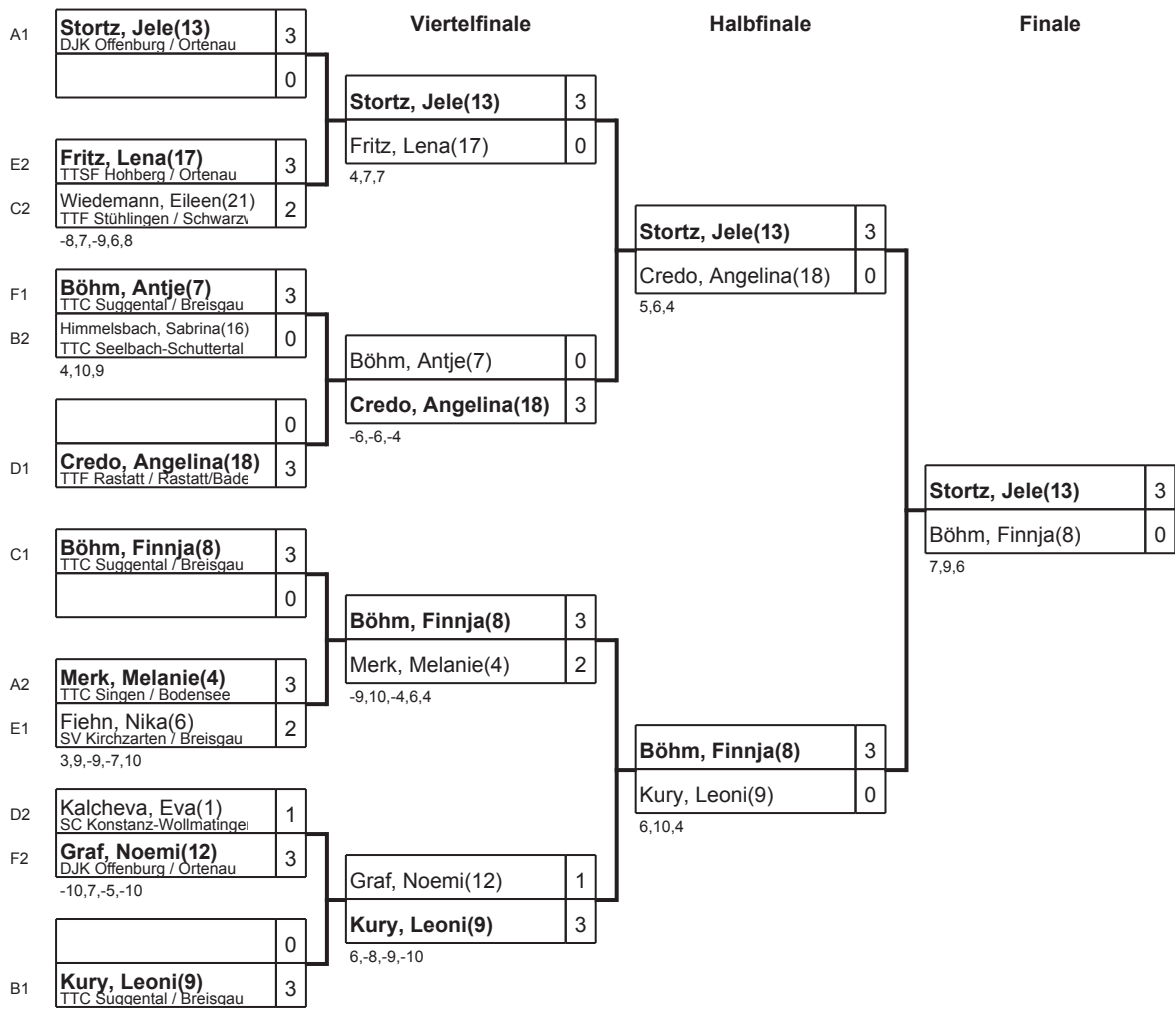 Viertelfinale
Halbfinale
Finale
A1
Stortz, Jele(13)
DJK Offenburg / Ortenau
3
0
E2
Fritz, Lena(17)
TTSF Hohberg / Ortenau
3
C2
Wiedemann, Eileen(21)
TTF Stühlingen / Schwarzw
2
-8,7,-9,6,8
F1
Böhm, Antje(7)
TTC Suggental / Breisgau
3
B2
Himmelsbach, Sabrina(16)
TTC Seelbach-Schuttertal
0
4,10,9
0
D1
Credo, Angelina(18)
TTF Rastatt / Rastatt/Bade
3
C1
Böhm, Finnja(8)
TTC Suggental / Breisgau
3
0
A2
Merk, Melanie(4)
TTC Singen / Bodensee
3
E1
Fiehn, Nika(6)
SV Kirchzarten / Breisgau
2
3,9,-9,-7,10
D2
Kalcheva, Eva(1)
SC Konstanz-Wollmatinge
1
F2
Graf, Noemi(12)
DJK Offenburg / Ortenau
3
-10,7,-5,-10
0
B1
Kury, Leoni(9)
TTC Suggental / Breisgau
3
Stortz, Jele(13) 3
Fritz, Lena(17) 0
4,7,7
Böhm, Antje(7) 0
Credo, Angelina(18) 3
-6,-6,-4
Böhm, Finnja(8) 3
Merk, Melanie(4) 2
-9,10,-4,6,4
Graf, Noemi(12) 1
Kury, Leoni(9) 3
6,-8,-9,-10
Stortz, Jele(13) 3
Credo, Angelina(18) 0
5,6,4
Böhm, Finnja(8) 3
Kury, Leoni(9) 0
6,10,4
Stortz, Jele(13) 3
Böhm, Finnja(8) 0
7,9,6